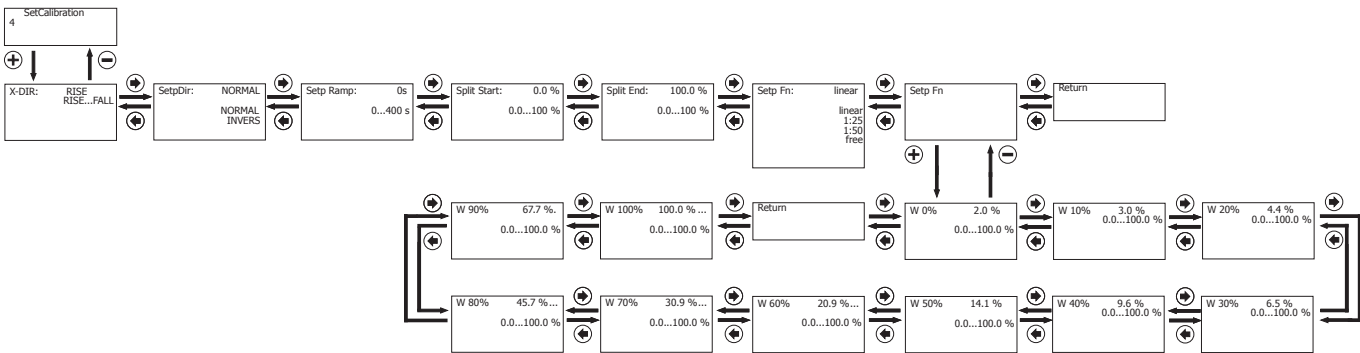 SetCalibration
4
X-DIR: RISE
RISE...FALL
SetpDir: NORMAL
NORMAL
INVERS
Setp Ramp: 0s
0...400 s
Split Start: 0.0 %
0.0...100 %
Split End: 100.0 %
0.0...100 %
Setp Fn: linear
linear
1:25
1:50
free
Setp Fn
Return
W 90% 67.7 %.
0.0...100.0 %
W 100% 100.0 % ...
0.0...100.0 %
Return
W 0% 2.0 %
0.0...100.0 %
W 10% 3.0 %
0.0...100.0 %
W 20% 4.4 %
0.0...100.0 %
W 80% 45.7 %...
0.0...100.0 %
W 70% 30.9 %...
0.0...100.0 %
W 60% 20.9 %...
0.0...100.0 %
W 50% 14.1 %
0.0...100.0 %
W 40% 9.6 %
0.0...100.0 %
W 30% 6.5 %
0.0...100.0 %